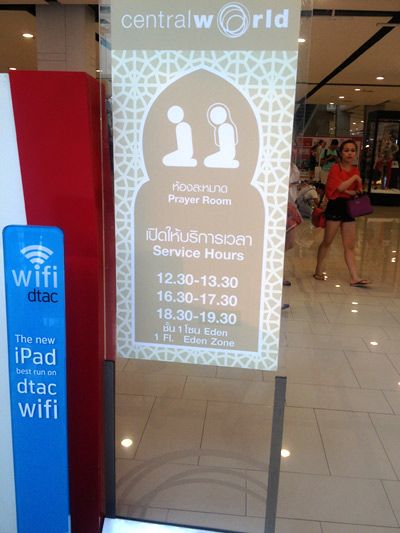 centralworld
ห้องละหมาด
Prayer Room
เปิดให้บริการเวลา
Service Hours
12.30-13.30
16.30-17.30
18.30-19.30
ชั้น 1 โซน Eden
1 Fl. Eden Zone
wifi
dtac
The new
iPad
best run on
dtac
wifi